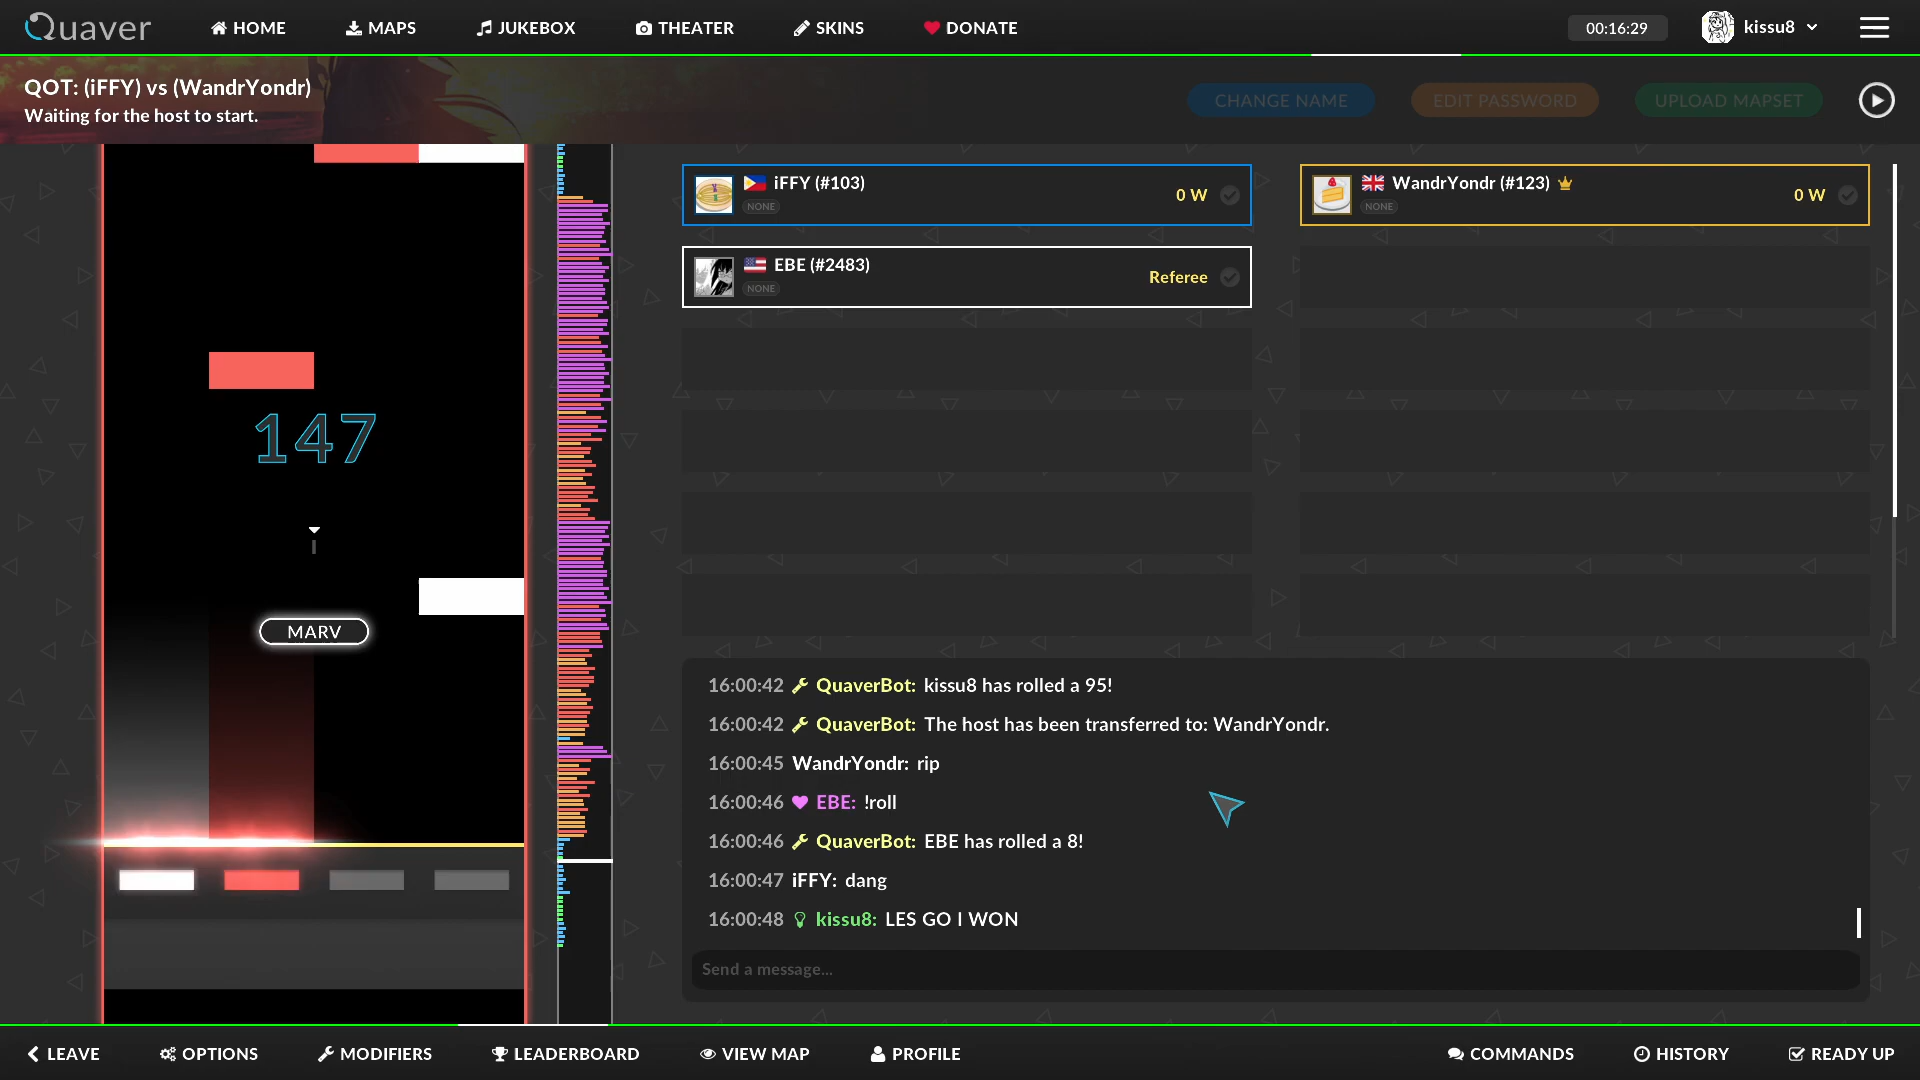 Quaver
HOME
MAPS
JUKEBOX
THEATER
SKINS
DONATE
00:16:29
kissu8
QOT: (iFFY) vs (WandrYondr)
Waiting for the host to start.
CHANGE NAME
EDIT PASSWORD
UPLOAD MAPSET
iFFY (#103)
NONE
0 W
WandrYondr (#123)
NONE
0 W
EBE (#2483)
NONE
Referee
147
MARV
16:00:42 QuaverBot: kissu8 has rolled a 95!
16:00:42 QuaverBot: The host has been transferred to: WandrYondr.
16:00:45 WandrYondr: rip
16:00:46 EBE: !roll
16:00:46 QuaverBot: EBE has rolled a 8!
16:00:47 iFFY: dang
16:00:48 kissu8: LES GO I WON
Send a message...
LEAVE
OPTIONS
MODIFIERS
LEADERBOARD
VIEW MAP
PROFILE
COMMANDS
HISTORY
READY UP